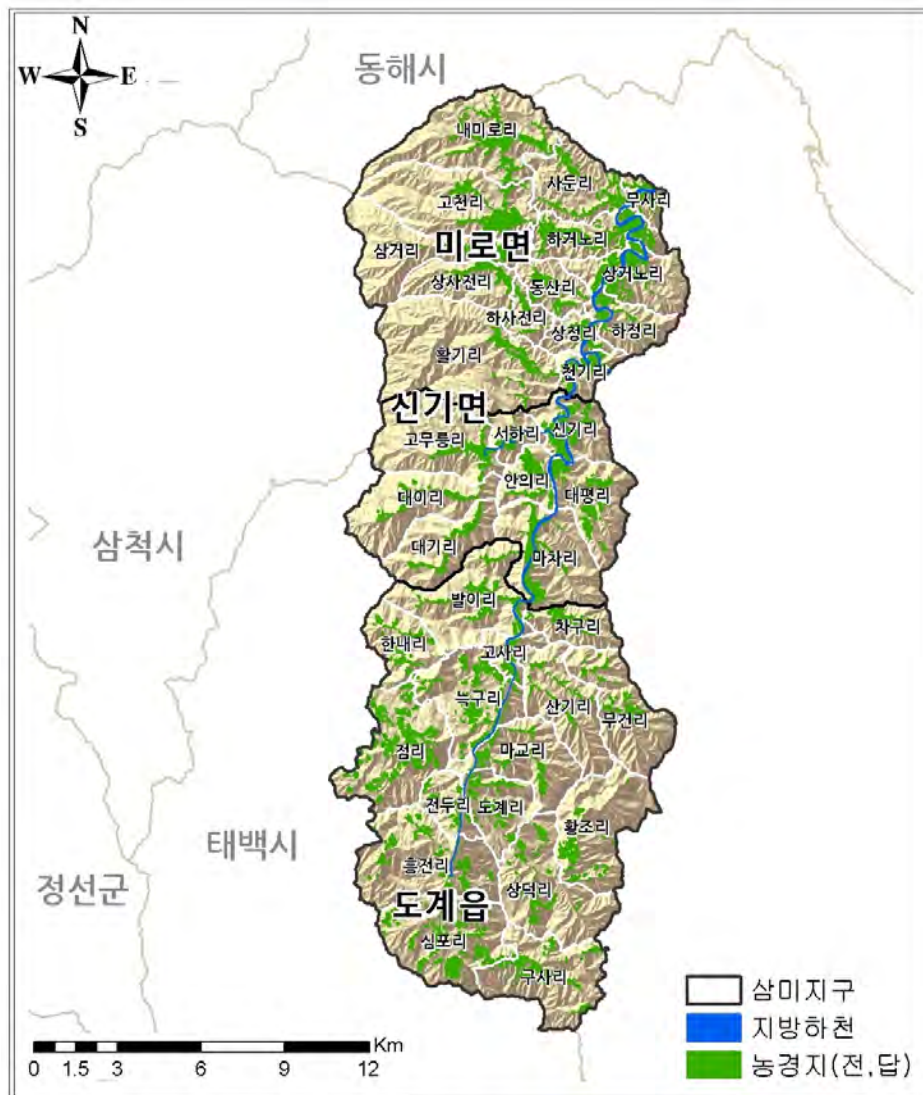 N
W E
S
동해시
내미로리
사둔리
고천리
무사리
하거노리
미로면
삼거리
상거노리
상사전리
동산리
하사전리
상정리
하정리
활기리
천기리
신기면
고무릉리
서하리
신기리
안의리
대이리
대평리
대기리
마차리
삼척시
발이리
차구리
한내리
고사리
늑구리
산기리
무건리
점리
마교리
전두리
도계리
황조리
태백시
흥전리
정선군
상덕리
도계읍
심포리
구사리
삼미지구
지방하천
농경지(전,답)
Km
0 1.5 3 6 9 12